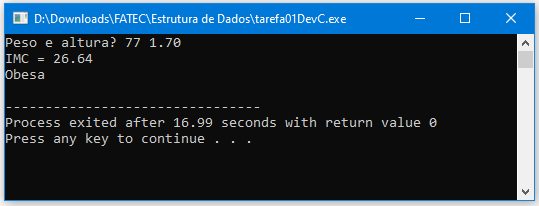 D:\Downloads\FATEC\Estrutura de Dados\tarefa01DevC.exe
Peso e altura? 77 1.70
IMC = 26.64
Obesa
--------------------------------
Process exited after 16.99 seconds with return value 0
Press any key to continue . . .